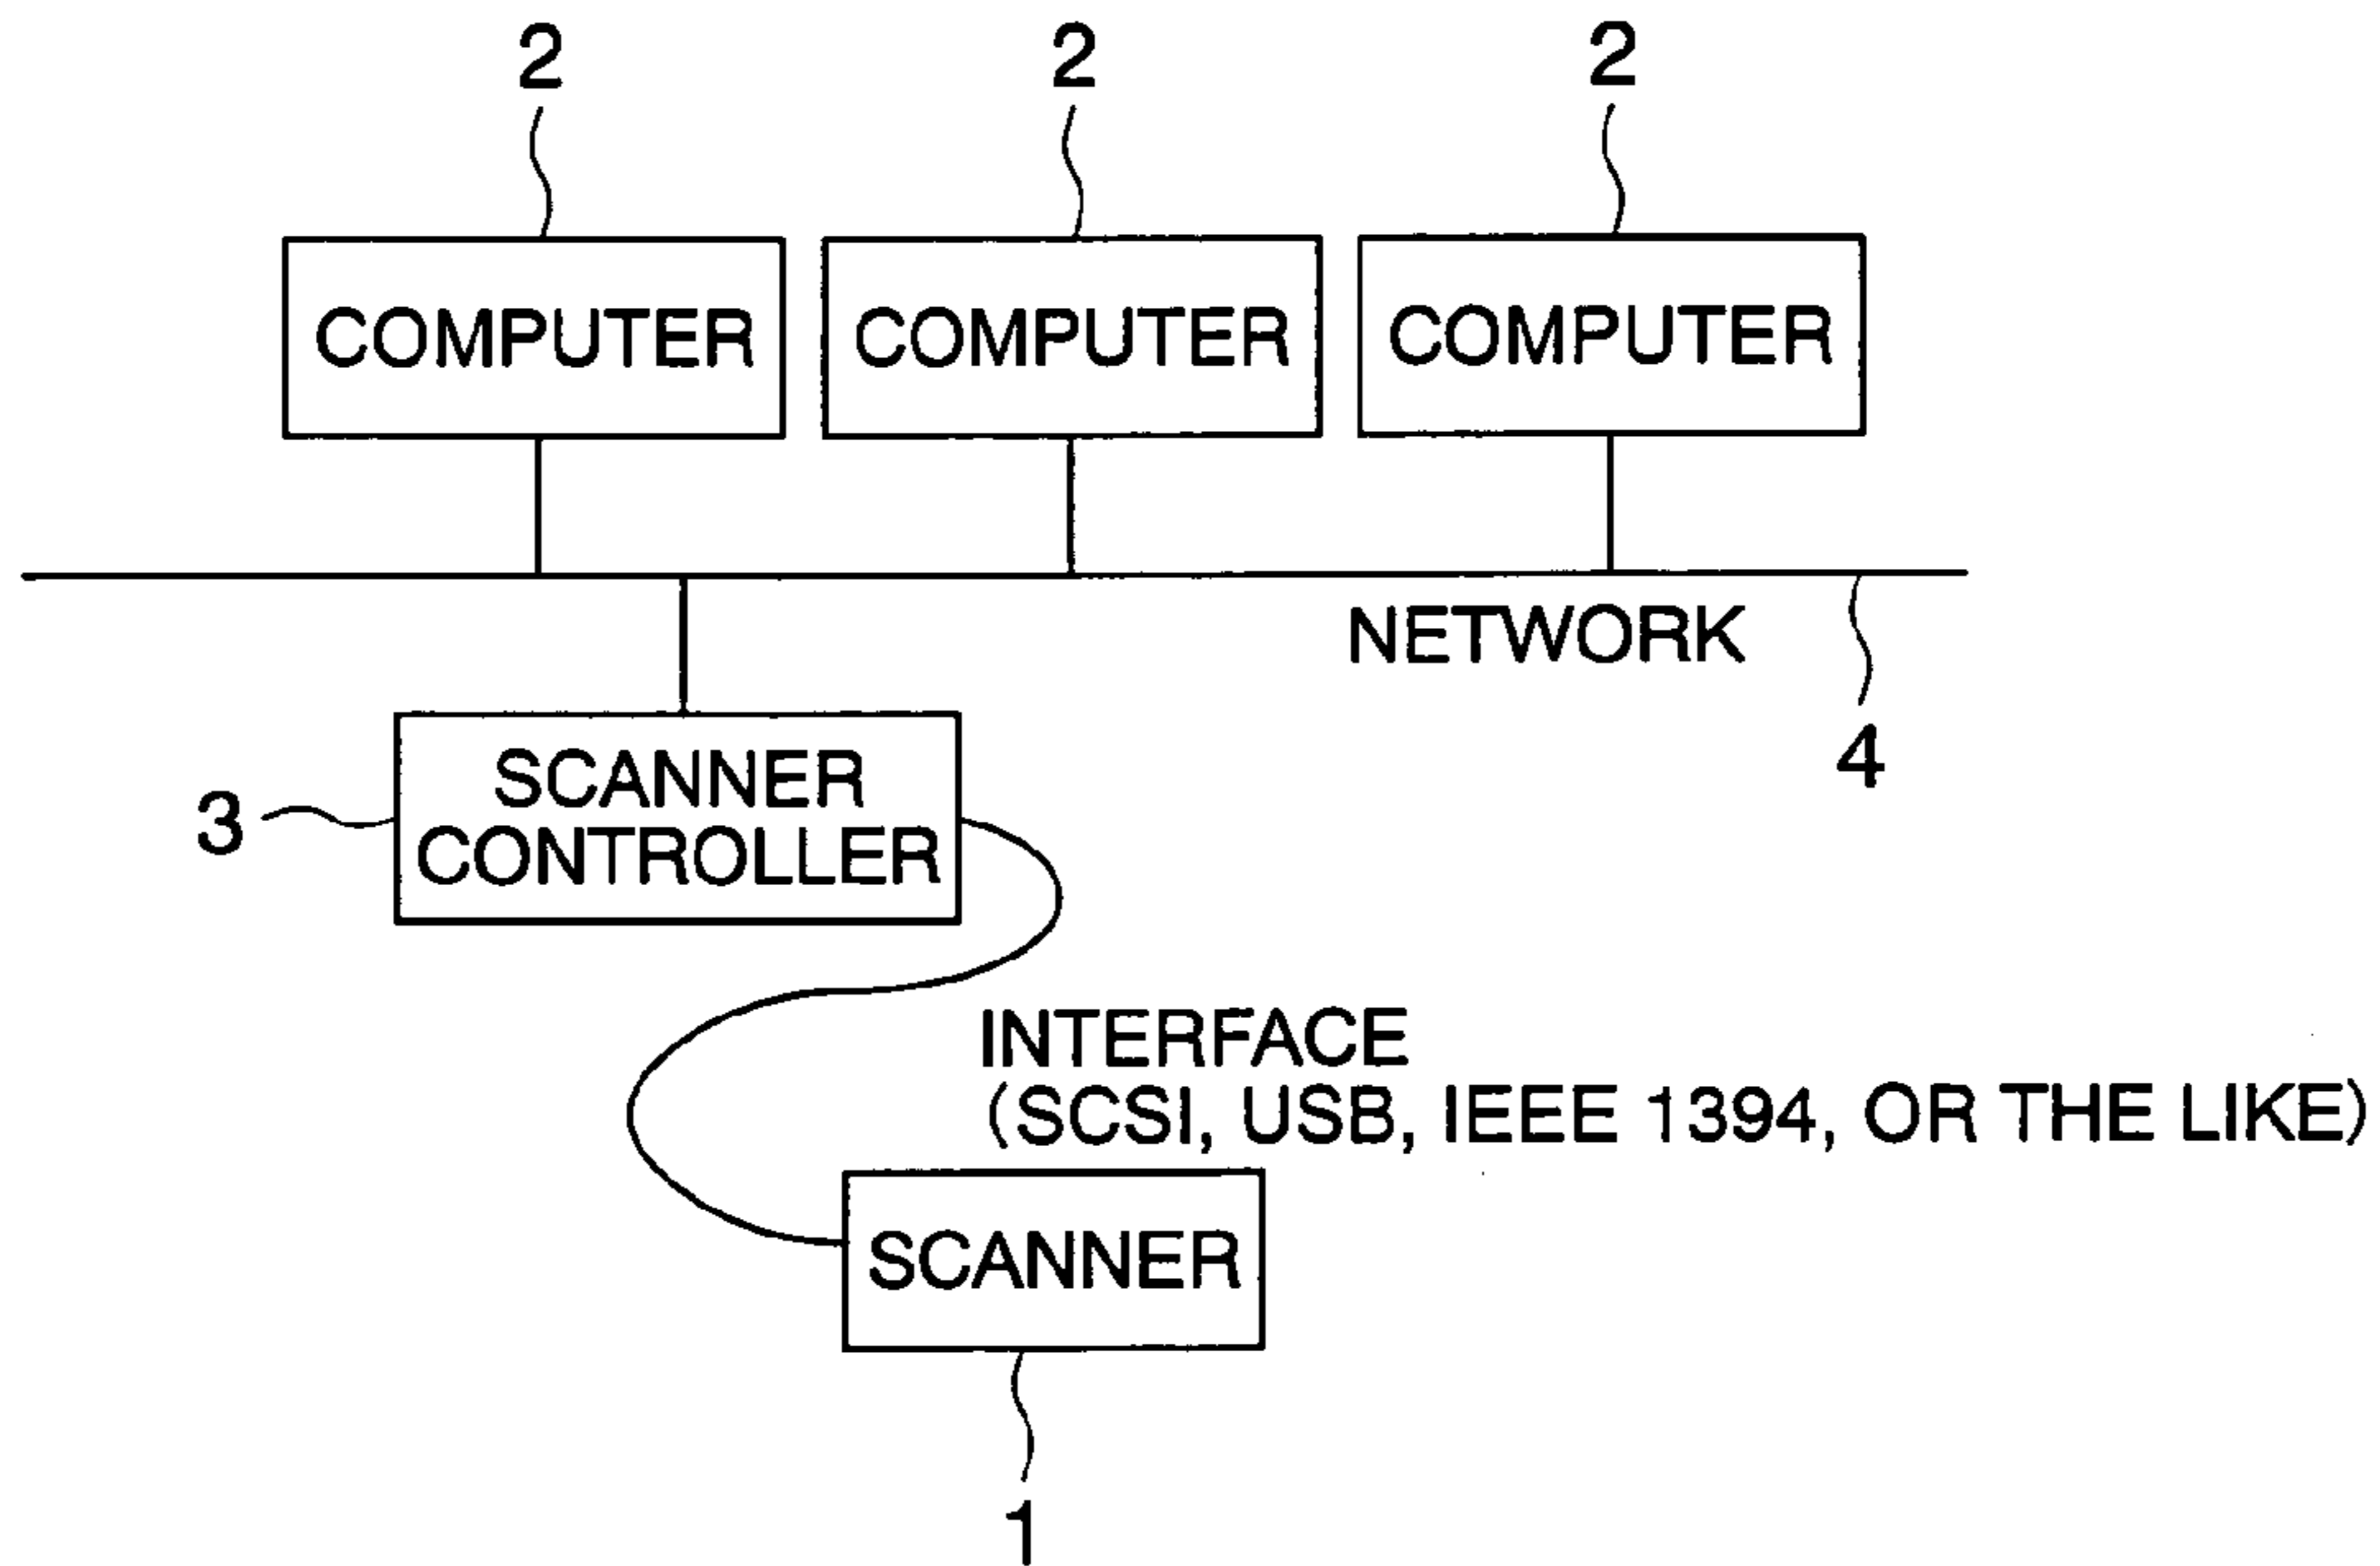 2 2 2
COMPUTER COMPUTER COMPUTER
NETWORK
4
3
SCANNER
CONTROLLER
INTERFACE
(SCSI, USB, IEEE 1394, OR THE LIKE)
SCANNER
1